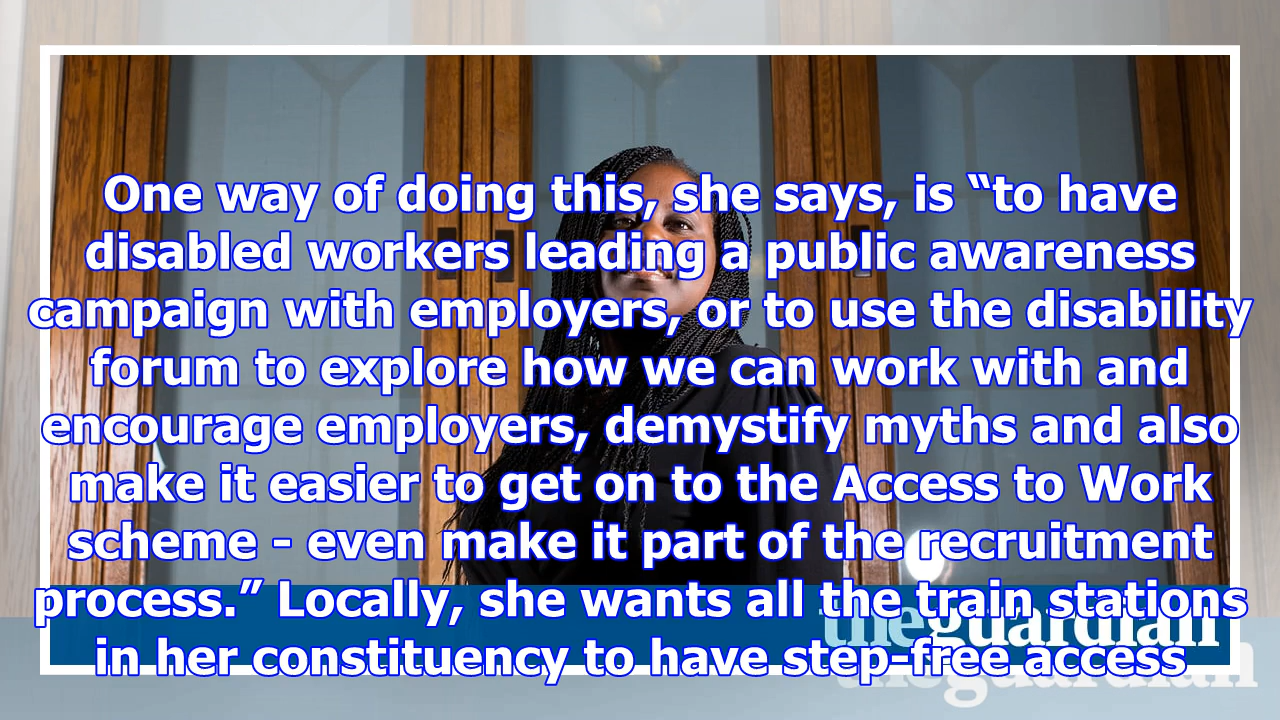 One way of doing this, she says, is “to have
disabled workers leading a public awareness
campaign with employers, or to use the disability
forum to explore how we can work with and
encourage employers, demystify myths and also
make it easier to get on to the Access to Work
scheme - even make it part of the recruitment
process.” Locally, she wants all the train stations
in her constituency to have step-free access
theguardian
theguardian